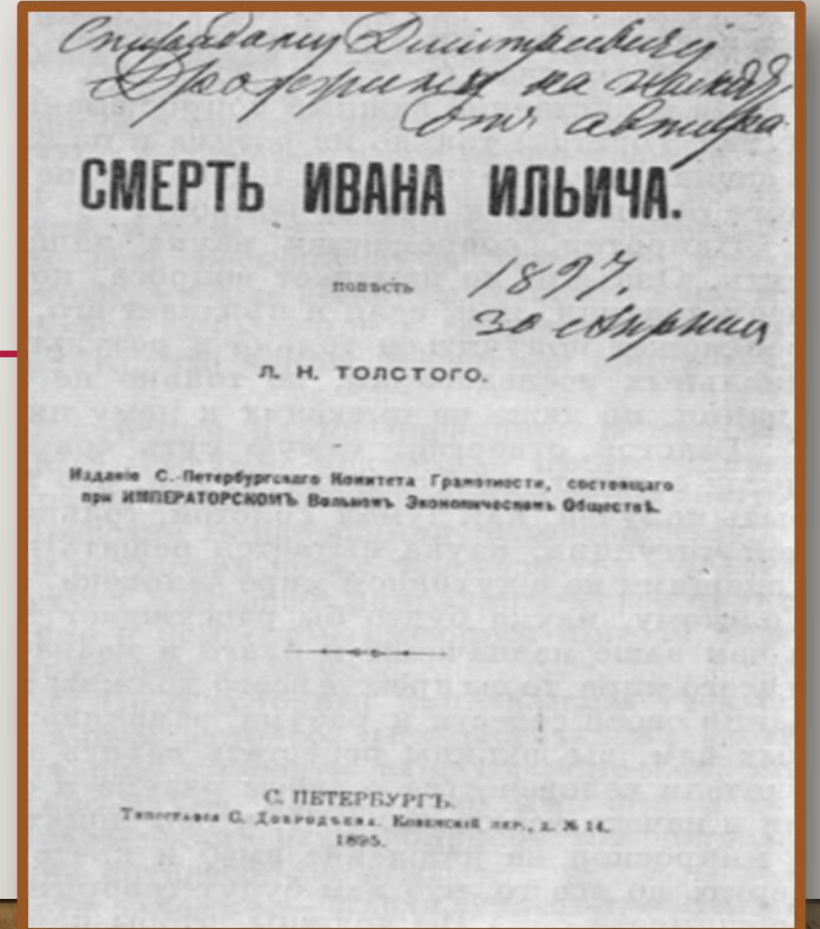 Спиридону Дмитриевичу
Дрожжину на память
отъ автора
СМЕРТЬ ИВАНА ИЛЬИЧА.
повѣсть
1897.
30 Апрѣля
Л. Н. ТОЛСТОГО.
Изданіе С.-Петербургскаго Комитета Грамотности, состоящаго
при ИМПЕРАТОРСКОМЪ Вольномъ Экономическомъ Обществѣ.
С. ПЕТЕРБУРГЪ.
Типографія С. Добродѣева. Ковенскій пер., д. № 14.
1895.